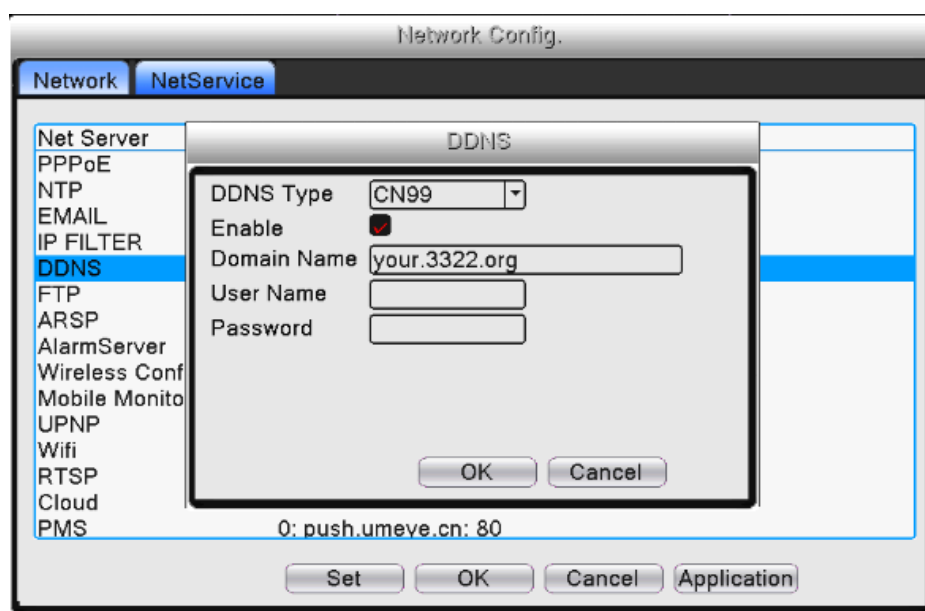 Network Config.
Network NetService
Net Server
PPPoE
NTP
EMAIL
IP FILTER
DDNS
FTP
ARSP
AlarmServer
Wireless Conf
Mobile Monito
UPNP
Wifi
RTSP
Cloud
PMS 0: push.umeye.cn: 80
DDNS
DDNS Type CN99
Enable
Domain Name your.3322.org
User Name
Password
OK Cancel
Set OK Cancel Application